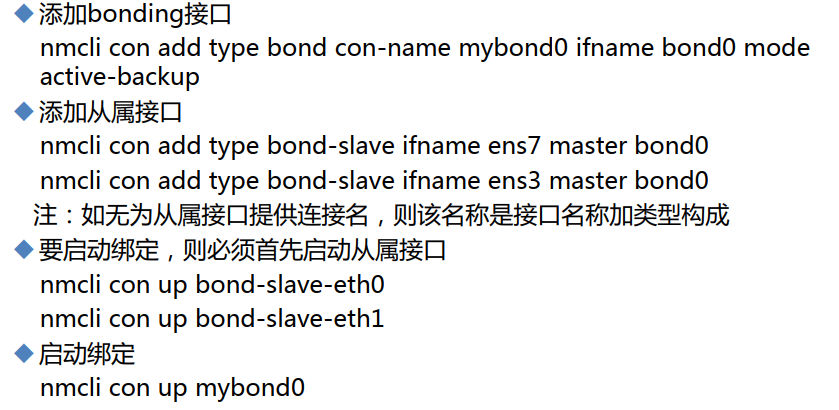 添加bonding接口
nmcli con add type bond con-name mybond0 ifname bond0 mode
active-backup
添加从属接口
nmcli con add type bond-slave ifname ens7 master bond0
nmcli con add type bond-slave ifname ens3 master bond0
注：如无为从属接口提供连接名，则该名称是接口名称加类型构成
要启动绑定，则必须首先启动从属接口
nmcli con up bond-slave-eth0
nmcli con up bond-slave-eth1
启动绑定
nmcli con up mybond0